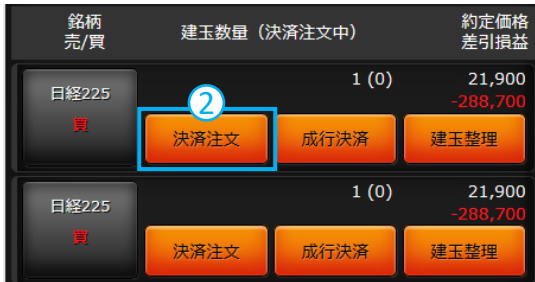 銘柄 建玉数量（決済注文中） 約定価格
売/買 差引損益
日経225 1 (0) 21,900
-288,700
買 ② 決済注文 成行決済 建玉整理
日経225 1 (0) 21,900
-288,700
買 決済注文 成行決済 建玉整理